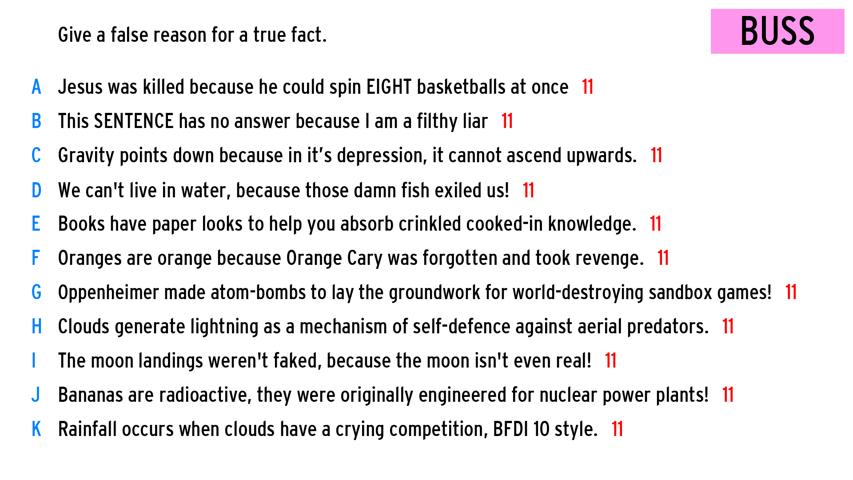 Give a false reason for a true fact.
BUSS
A Jesus was killed because he could spin EIGHT basketballs at once 11
B This SENTENCE has no answer because I am a filthy liar 11
C Gravity points down because in it's depression, it cannot ascend upwards. 11
D We can't live in water, because those damn fish exiled us! 11
E Books have paper looks to help you absorb crinkled cooked-in knowledge. 11
F Oranges are orange because Orange Cary was forgotten and took revenge. 11
G Oppenheimer made atom-bombs to lay the groundwork for world-destroying sandbox games! 11
H Clouds generate lightning as a mechanism of self-defence against aerial predators. 11
I The moon landings weren't faked, because the moon isn't even real! 11
J Bananas are radioactive, they were originally engineered for nuclear power plants! 11
K Rainfall occurs when clouds have a crying competition, BFDI 10 style. 11